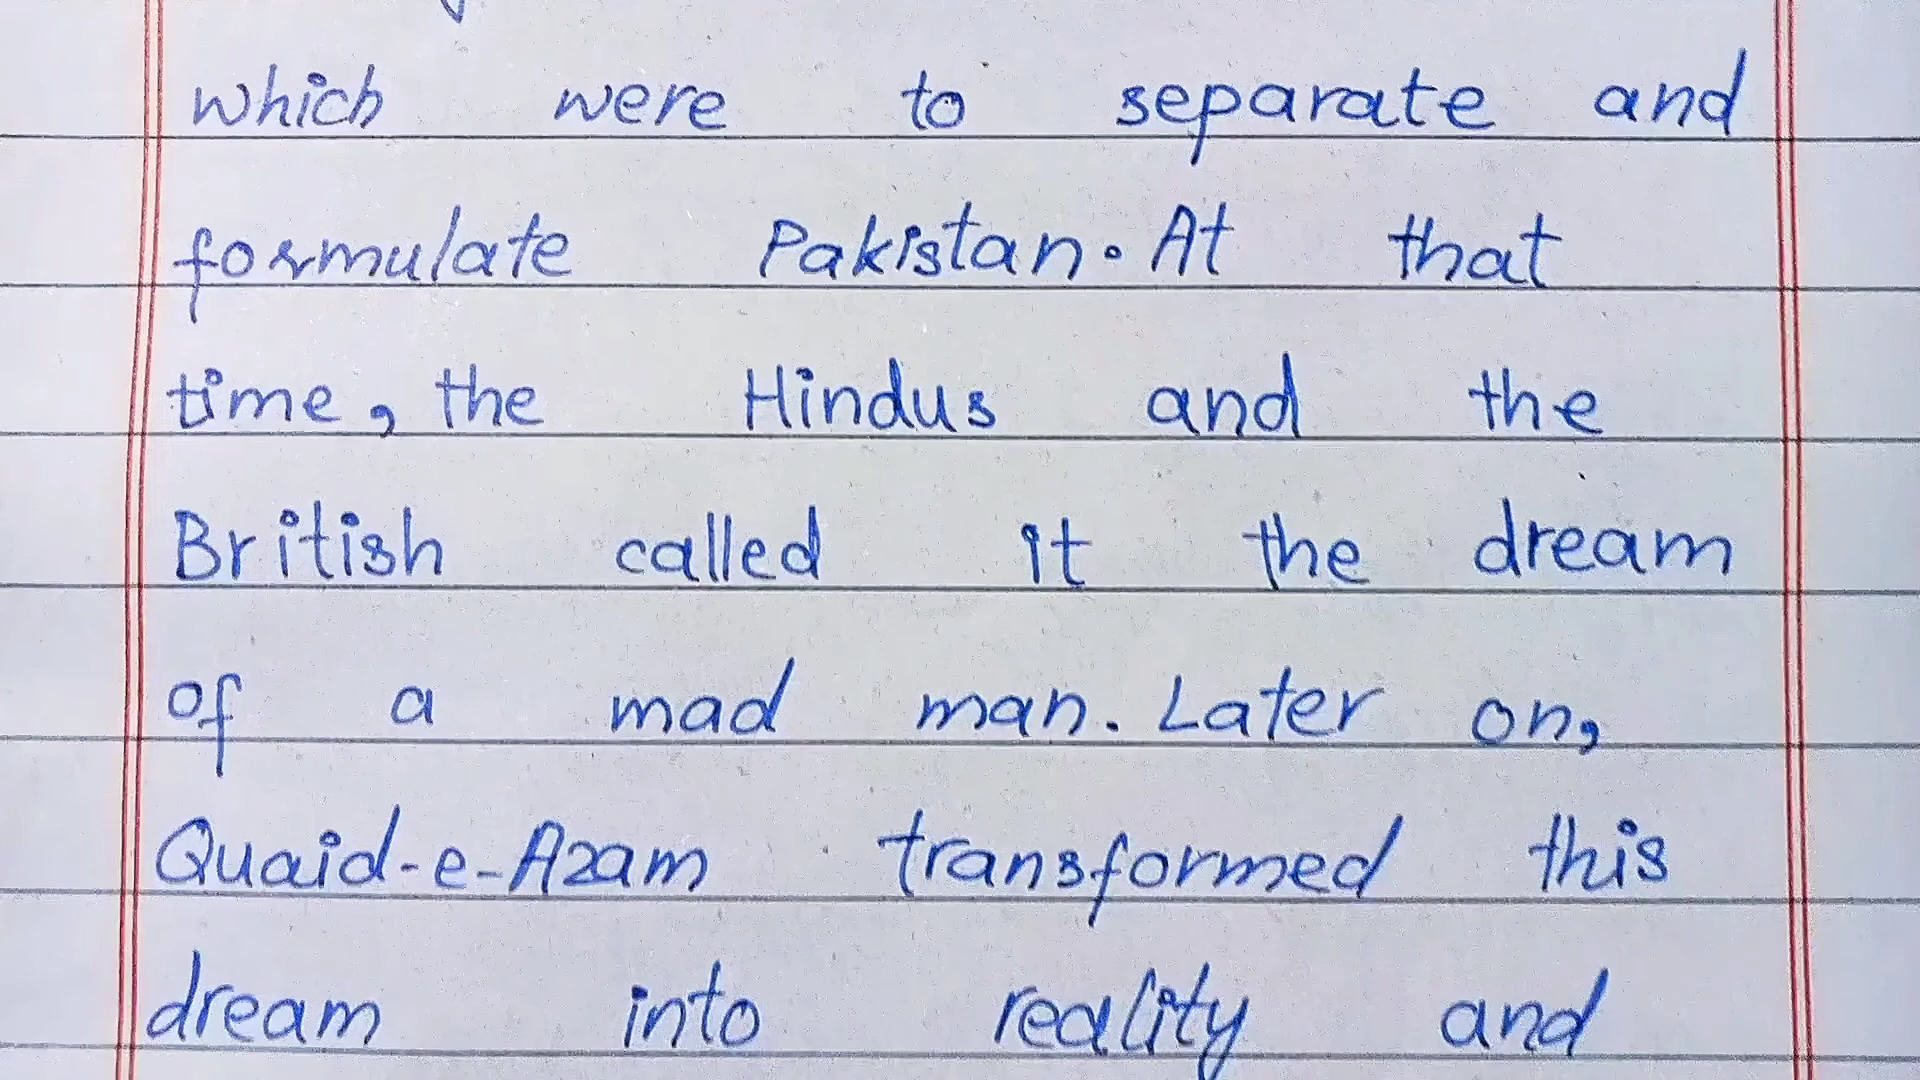 which were to separate and
formulate Pakistan. At that
time, the Hindus and the
British called it the dream
of a mad man. Later on,
Quaid-e-Azam transformed this
dream into reality and